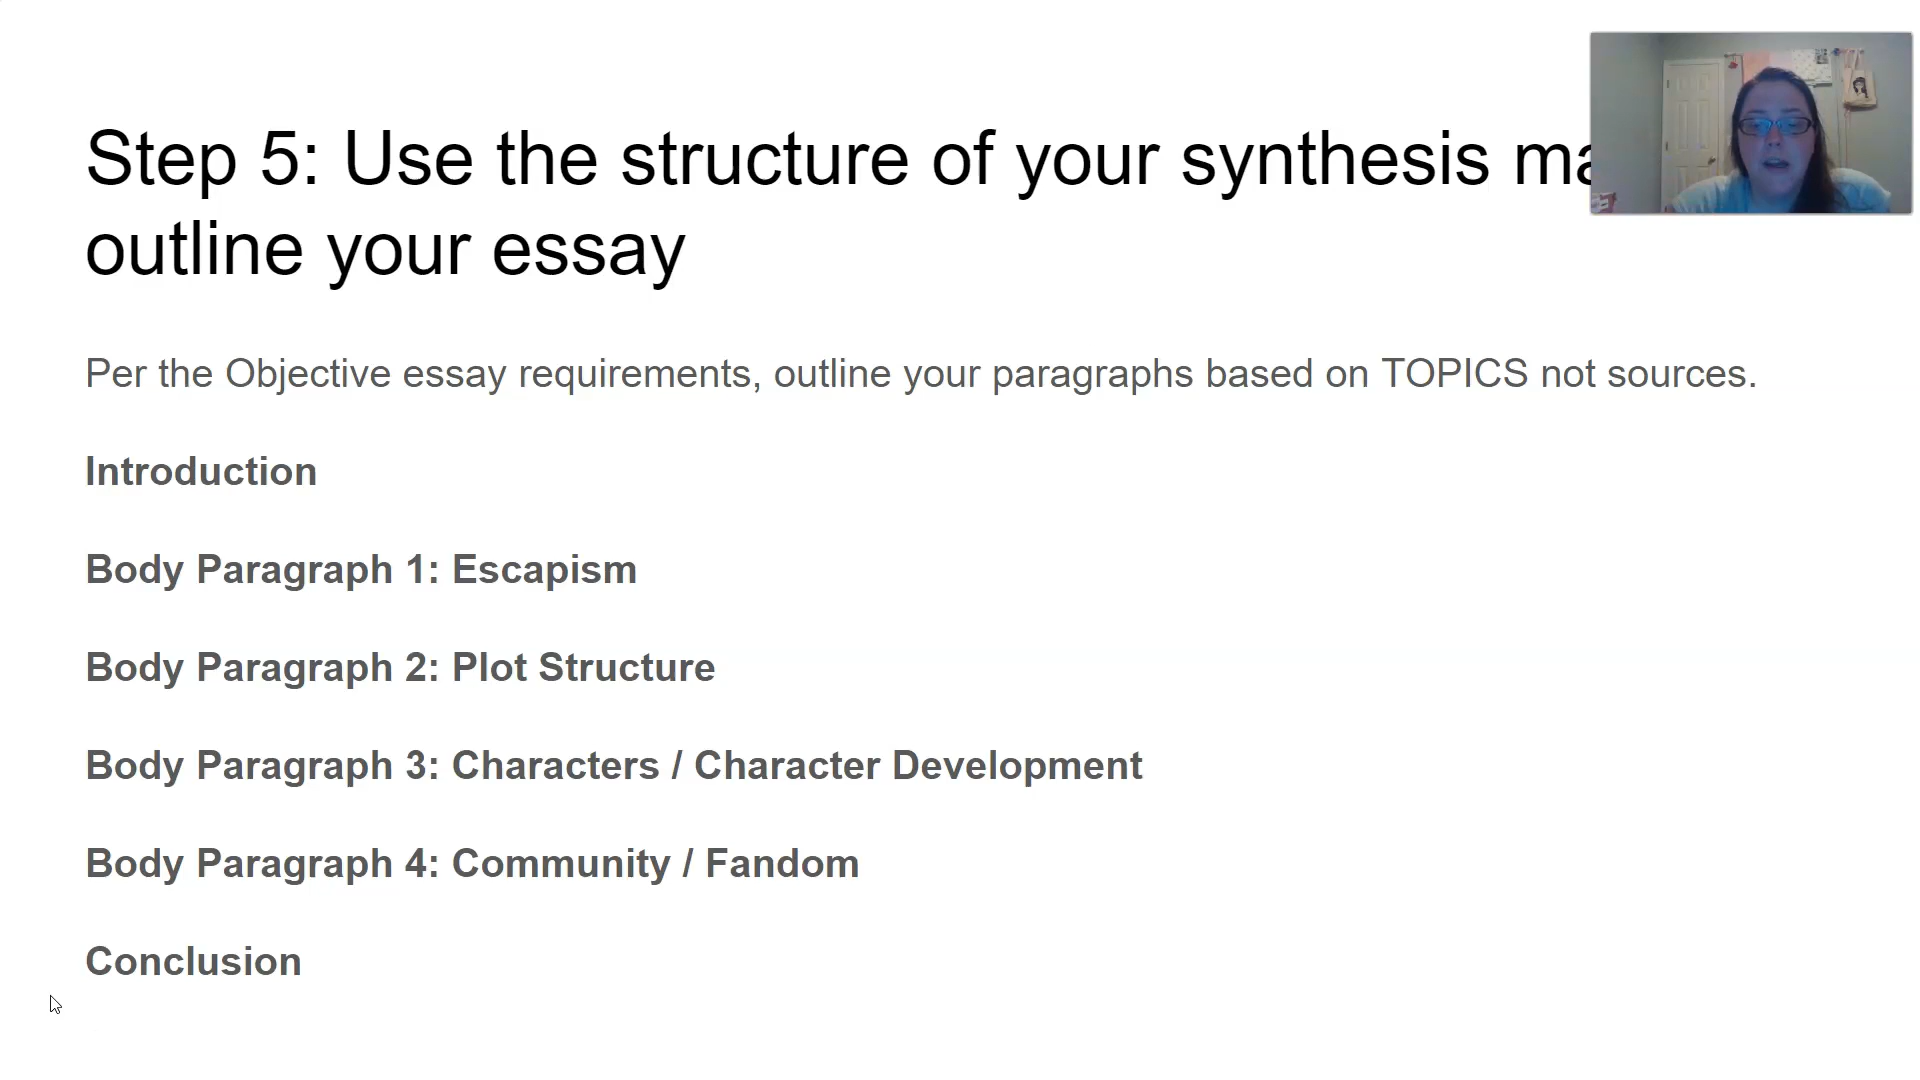 Step 5: Use the structure of your synthesis
outline your essay
Per the Objective essay requirements, outline your paragraphs based on TOPICS not sources.
Introduction
Body Paragraph 1: Escapism
Body Paragraph 2: Plot Structure
Body Paragraph 3: Characters / Character Development
Body Paragraph 4: Community / Fandom
Conclusion